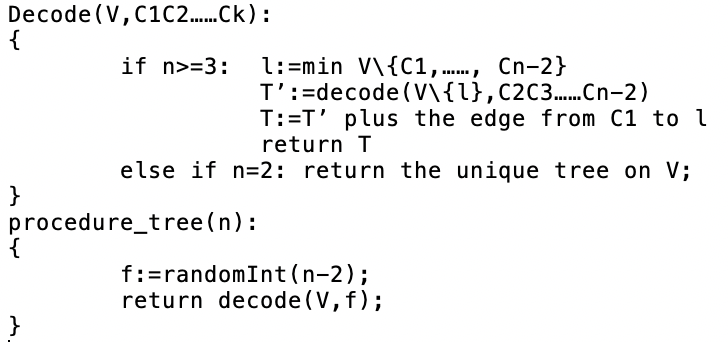 Decode(V,C1C2……Ck):
{
if n>=3: l:=min V\{C1,……, Cn-2}
T’:=decode(V\{l},C2C3……Cn-2)
T:=T’ plus the edge from C1 to l
return T
else if n=2: return the unique tree on V;
}
procedure_tree(n):
{
f:=randomInt(n-2);
return decode(V,f);
}